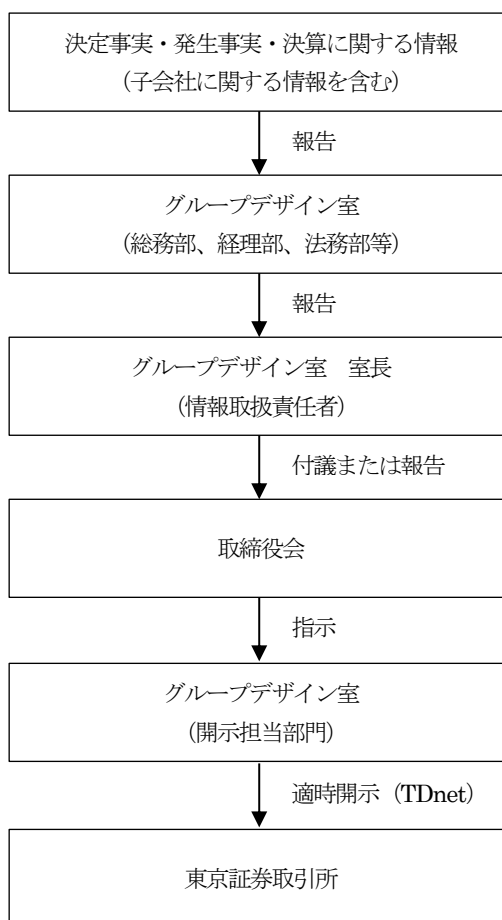 決定事実・発生事実・決算に関する情報
（子会社に関する情報を含む）
報告
グループデザイン室
（総務部、経理部、法務部等）
報告
グループデザイン室　室長
（情報取扱責任者）
付議または報告
取締役会
指示
グループデザイン室
（開示担当部門）
適時開示（TDnet）
東京証券取引所